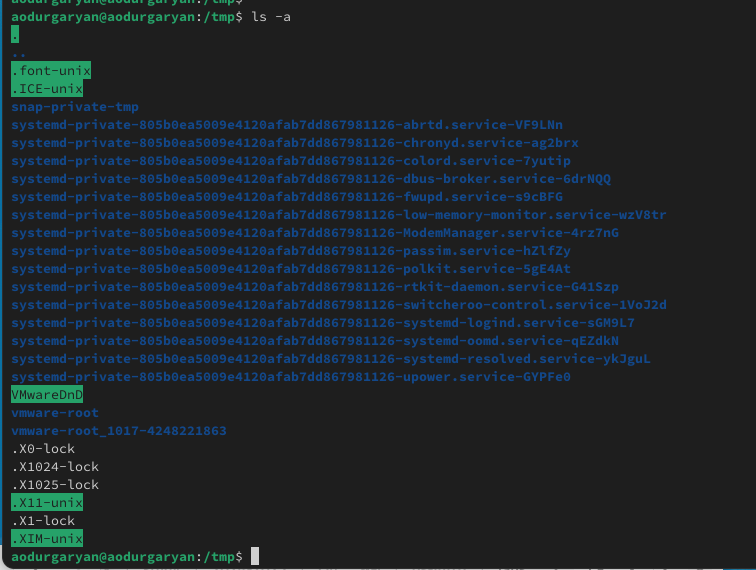 aodurgaryan@aodurgaryan:/tmp$
aodurgaryan@aodurgaryan:/tmp$ ls -a
.
..
.font-unix
.ICE-unix
snap-private-tmp
systemd-private-805b0ea5009e4120afab7dd867981126-abrtd.service-VF9LNn
systemd-private-805b0ea5009e4120afab7dd867981126-chronyd.service-ag2brx
systemd-private-805b0ea5009e4120afab7dd867981126-colord.service-7yutip
systemd-private-805b0ea5009e4120afab7dd867981126-dbus-broker.service-6drNQQ
systemd-private-805b0ea5009e4120afab7dd867981126-fwupd.service-s9cBFG
systemd-private-805b0ea5009e4120afab7dd867981126-low-memory-monitor.service-wzV8tr
systemd-private-805b0ea5009e4120afab7dd867981126-ModemManager.service-4rz7nG
systemd-private-805b0ea5009e4120afab7dd867981126-passim.service-hZlfZy
systemd-private-805b0ea5009e4120afab7dd867981126-polkit.service-5gE4At
systemd-private-805b0ea5009e4120afab7dd867981126-rtkit-daemon.service-G41Szp
systemd-private-805b0ea5009e4120afab7dd867981126-switcheroo-control.service-1VoJ2d
systemd-private-805b0ea5009e4120afab7dd867981126-systemd-logind.service-sGM9L7
systemd-private-805b0ea5009e4120afab7dd867981126-systemd-oomd.service-qEZdkN
systemd-private-805b0ea5009e4120afab7dd867981126-systemd-resolved.service-ykJguL
systemd-private-805b0ea5009e4120afab7dd867981126-upower.service-GYPFe0
VMwareDnD
vmware-root
vmware-root_1017-4248221863
.X0-lock
.X1024-lock
.X1025-lock
.X11-unix
.X1-lock
.XIM-unix
aodurgaryan@aodurgaryan:/tmp$